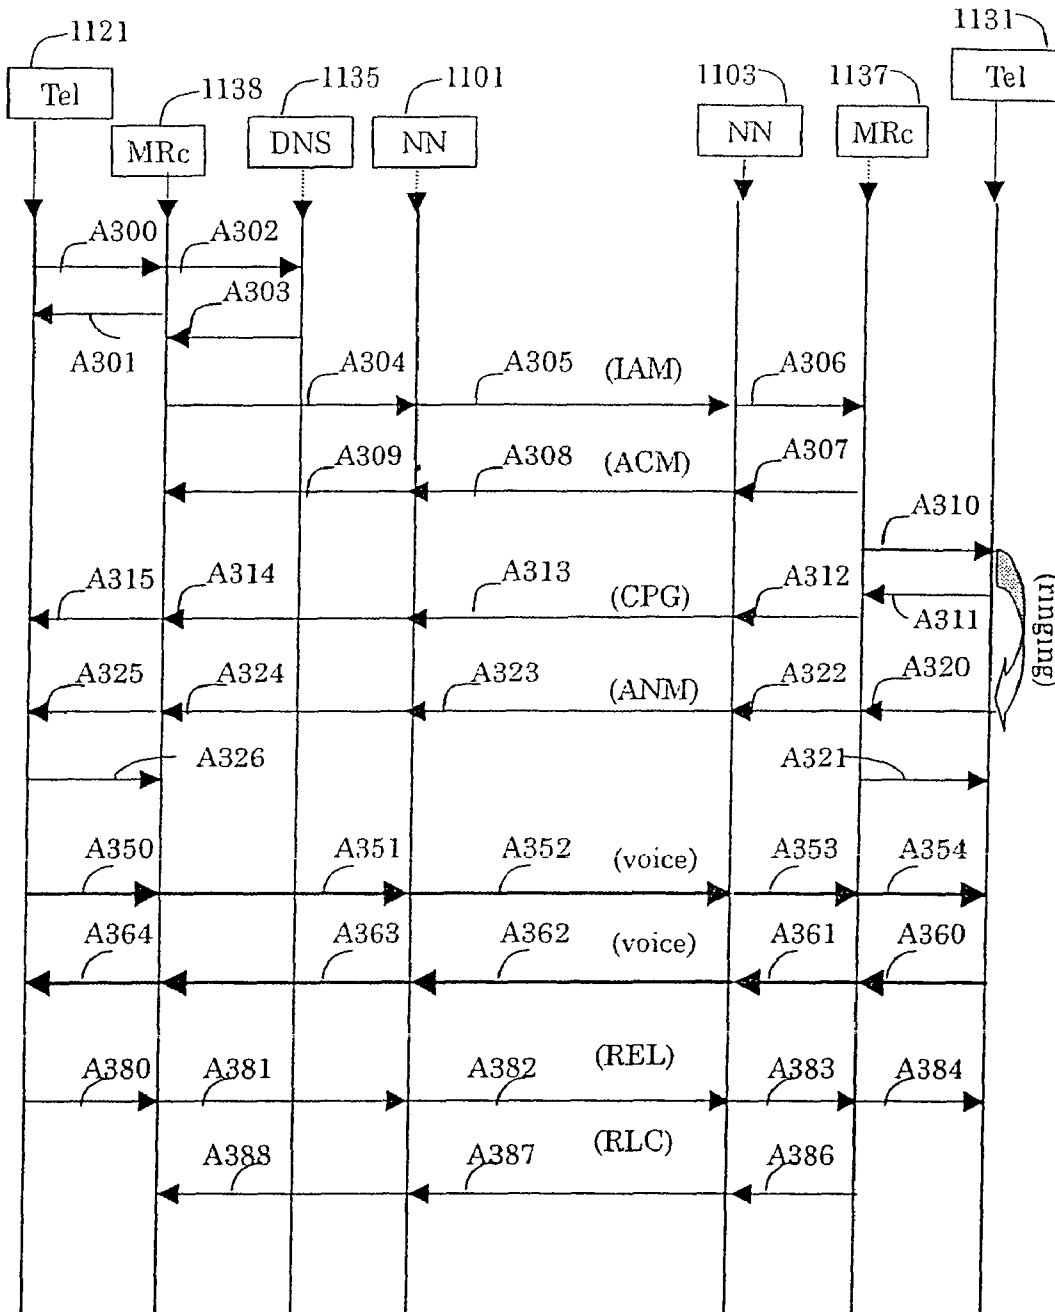 1121 1131
Tel 1138 1135 1101 1103 1137 Tel
MRc DNS NN NN MRc
A300 A302
A303
A301
A304 A305 (IAM) A306
A309 A308 (ACM) A307
A310
A315 A314 A313 (CPG) A312
A311
(ringing)
A325 A324 A323 (ANM) A322 A320
A326 A321
A350 A351 A352 (voice) A353 A354
A364 A363 A362 (voice) A361 A360
A380 A381 A382 (REL) A383 A384
(RLC)
A388 A387 A386